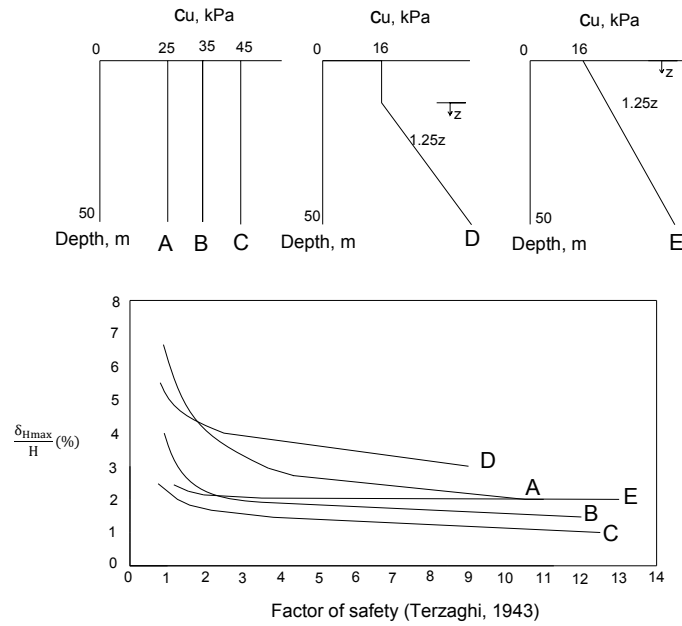 cu, kPa
0 25 35 45
50
Depth, m
A B C
cu, kPa
0 16
z
1.25z
50
Depth, m
D
cu, kPa
0 16
z
1.25z
50
Depth, m
E
8
7
6
5
4
3
2
1
0
δHmax/H (%)
D
A
E
B
C
0 1 2 3 4 5 6 7 8 9 10 11 12 13 14
Factor of safety (Terzaghi, 1943)